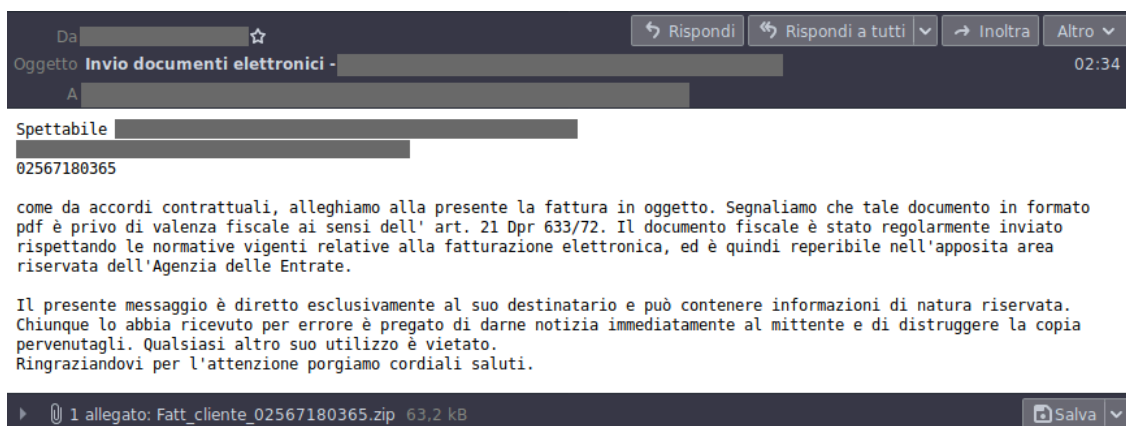 Da
Rispondi
Rispondi a tutti
Inoltra
Altro
Oggetto Invio documenti elettronici -
02:34
A
Spettabile
02567180365
come da accordi contrattuali, alleghiamo alla presente la fattura in oggetto. Segnaliamo che tale documento in formato
pdf è privo di valenza fiscale ai sensi dell' art. 21 Dpr 633/72. Il documento fiscale è stato regolarmente inviato
rispettando le normative vigenti relative alla fatturazione elettronica, ed è quindi reperibile nell'apposita area
riservata dell'Agenzia delle Entrate.
Il presente messaggio è diretto esclusivamente al suo destinatario e può contenere informazioni di natura riservata.
Chiunque lo abbia ricevuto per errore è pregato di darne notizia immediatamente al mittente e di distruggere la copia
pervenutagli. Qualsiasi altro suo utilizzo è vietato.
Ringraziandovi per l'attenzione porgiamo cordiali saluti.
1 allegato: Fatt_cliente_02567180365.zip 63,2 kB
Salva